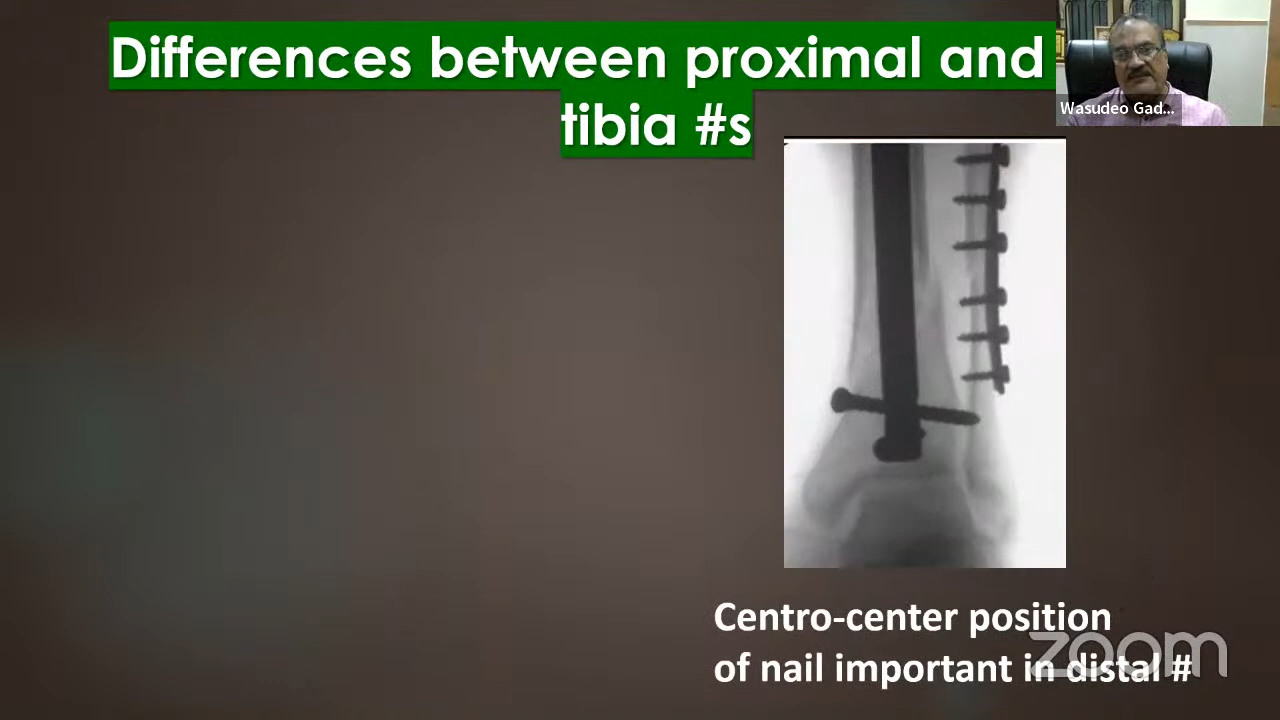 Differences between proximal and
tibia #s
Wasudeo Gad...
Centro-center position
of nail important in distal #
zoom